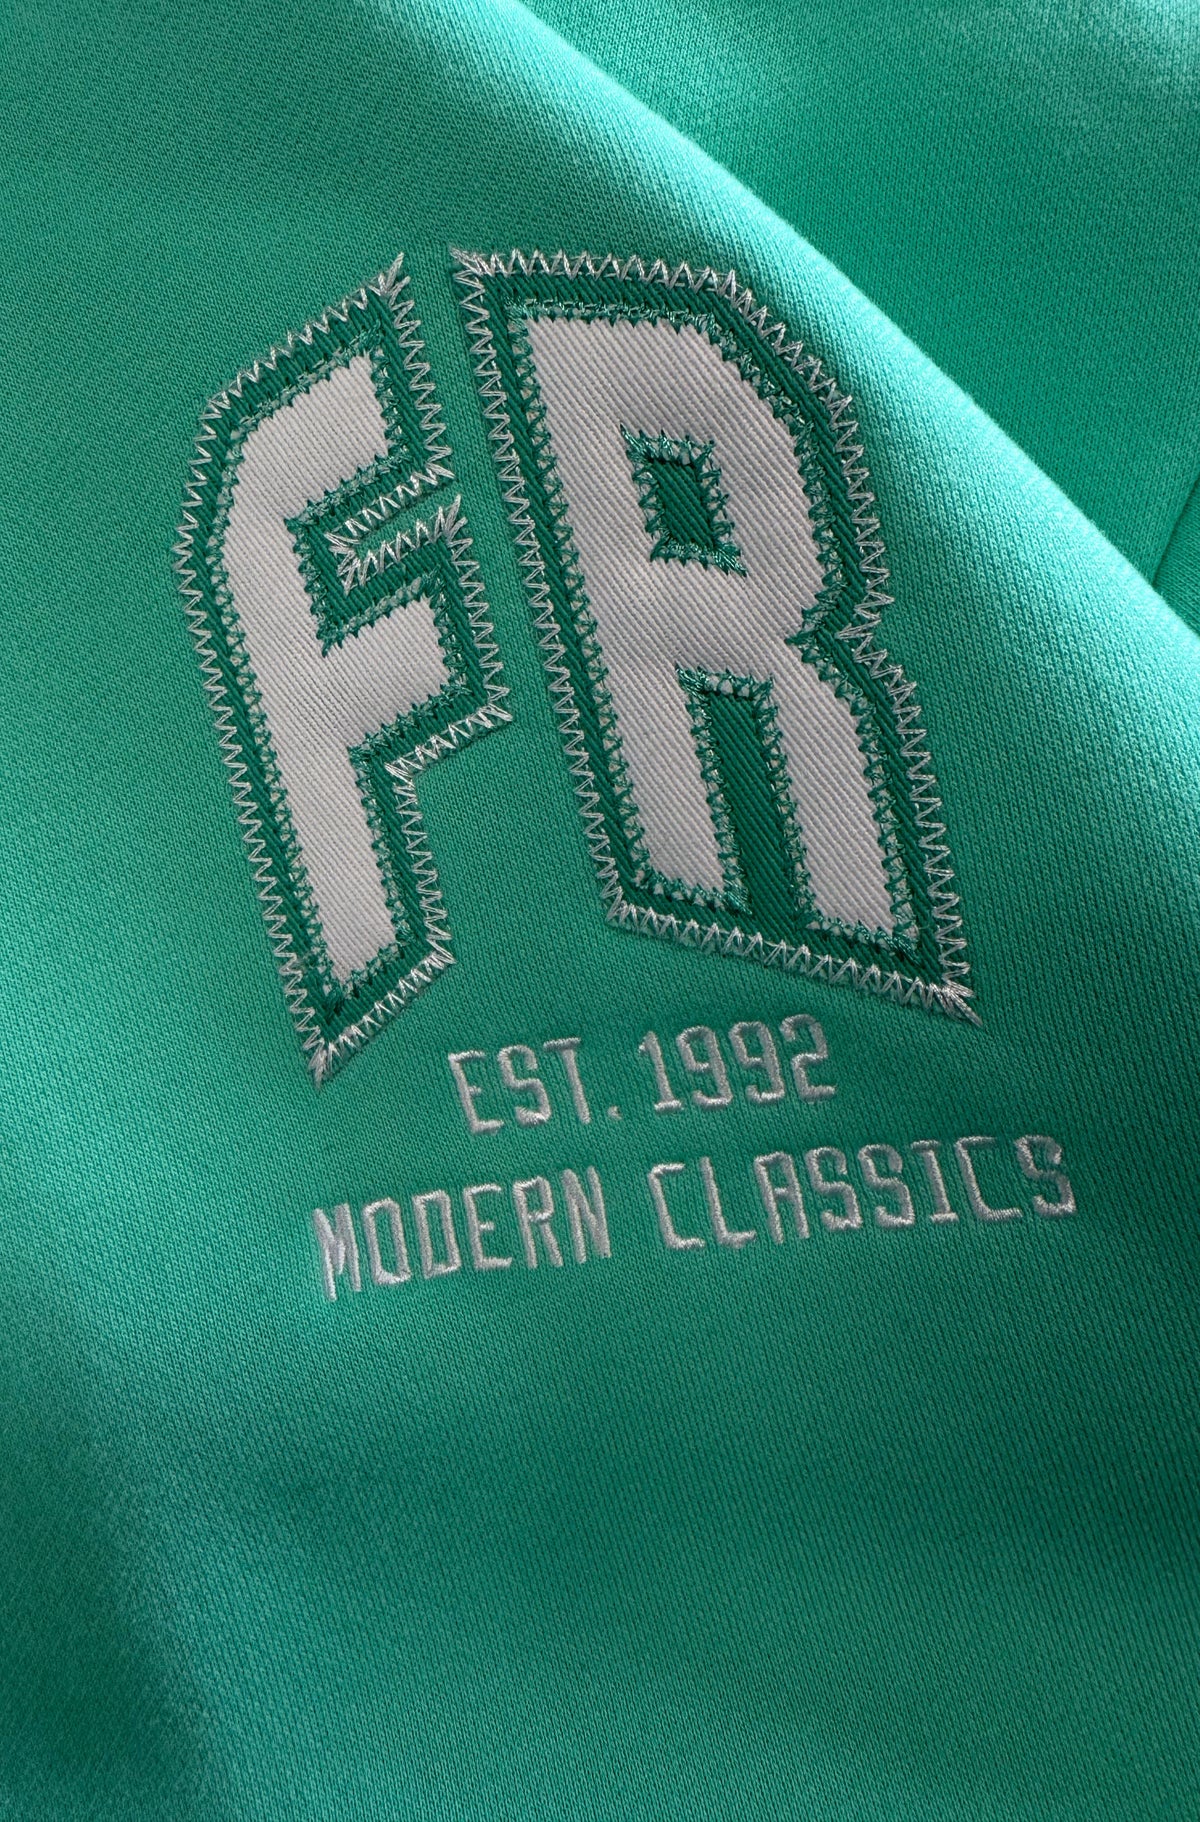 FR
EST. 1992
MODERN CLASSICS